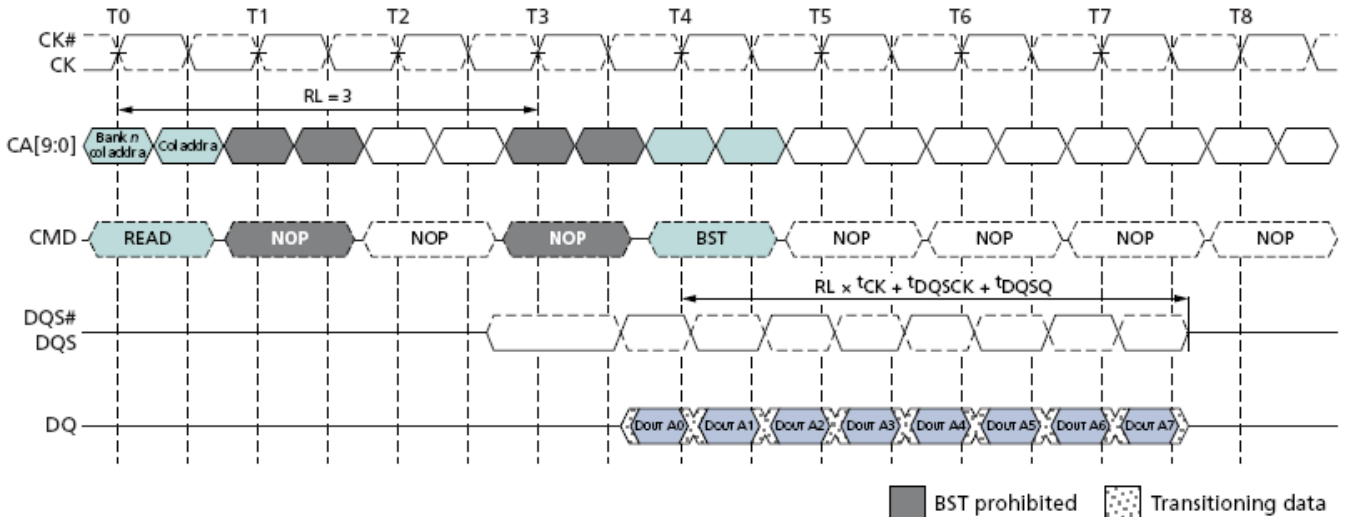 T0 T1 T2 T3 T4 T5 T6 T7 T8
CK#
CK
RL = 3
CA[9:0]
Bank n
col addr a
Col addr a
CMD READ NOP NOP NOP BST NOP NOP NOP NOP
RL × tCK + tDQSCK + tDQSQ
DQS#
DQS
DQ DOUT A0 DOUT A1 DOUT A2 DOUT A3 DOUT A4 DOUT A5 DOUT A6 DOUT A7
BST prohibited Transitioning data